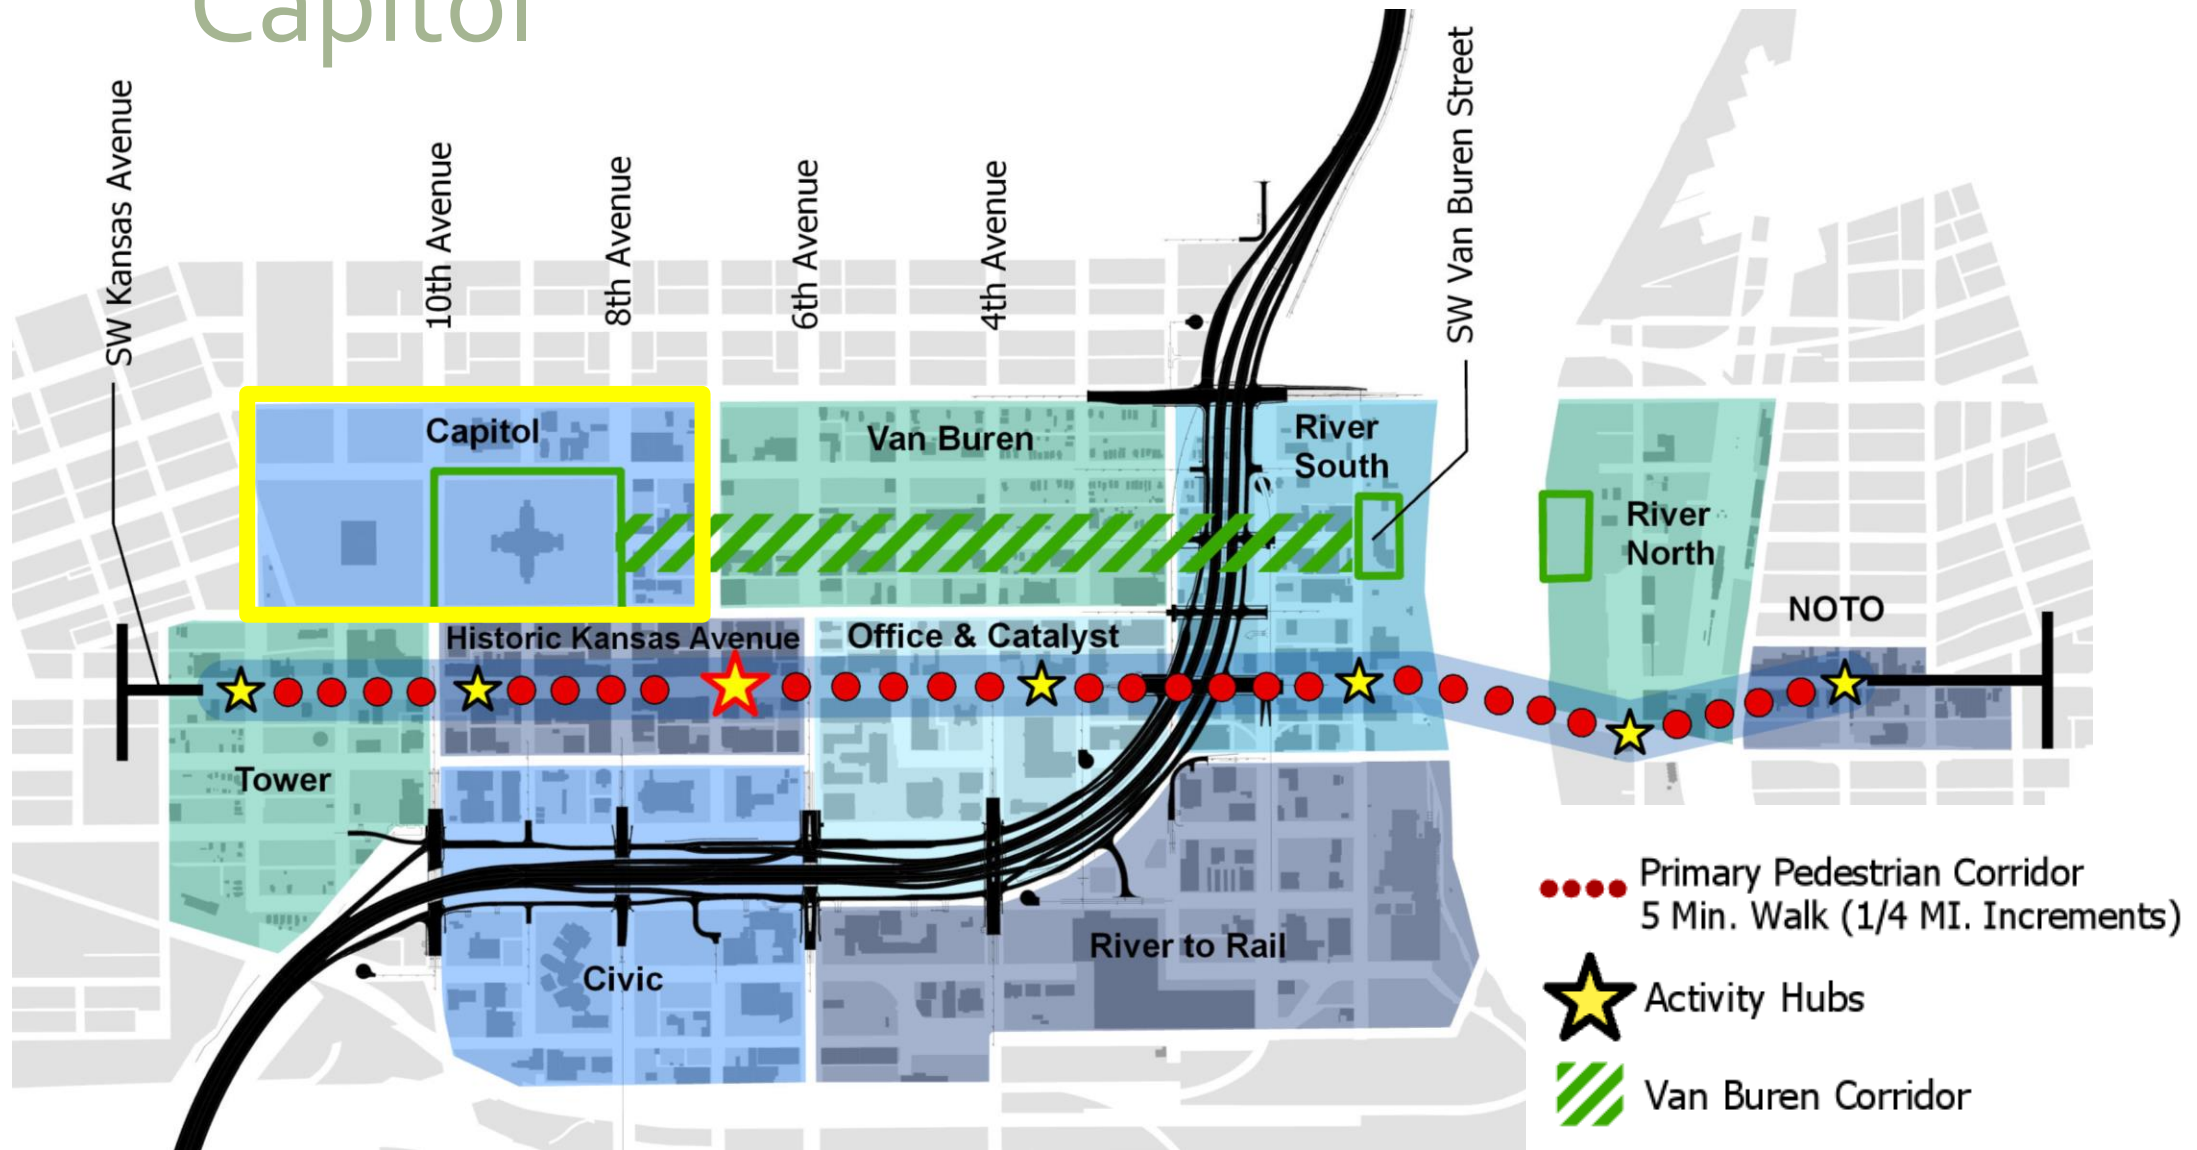 Capitol
SW Kansas Avenue
10th Avenue
8th Avenue
6th Avenue
4th Avenue
SW Van Buren Street
Capitol
Van Buren
River
South
River
North
NOTO
Historic Kansas Avenue
Office & Catalyst
Tower
Civic
River to Rail
Primary Pedestrian Corridor
5 Min. Walk (1/4 MI. Increments)
Activity Hubs
Van Buren Corridor